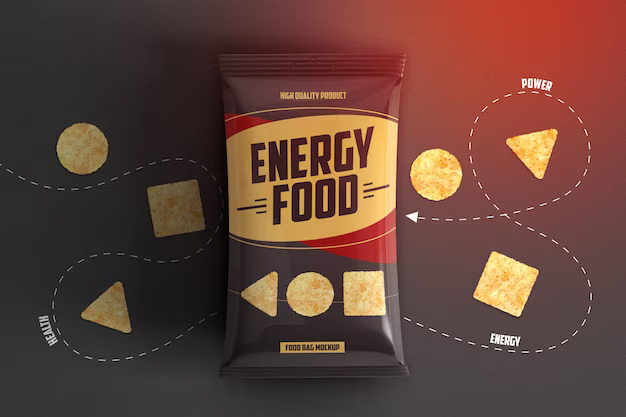 POWER
HIGH QUALITY PRODUCT
ENERGY
FOOD
HEALTH
ENERGY
FOOD BAG MOCKUP